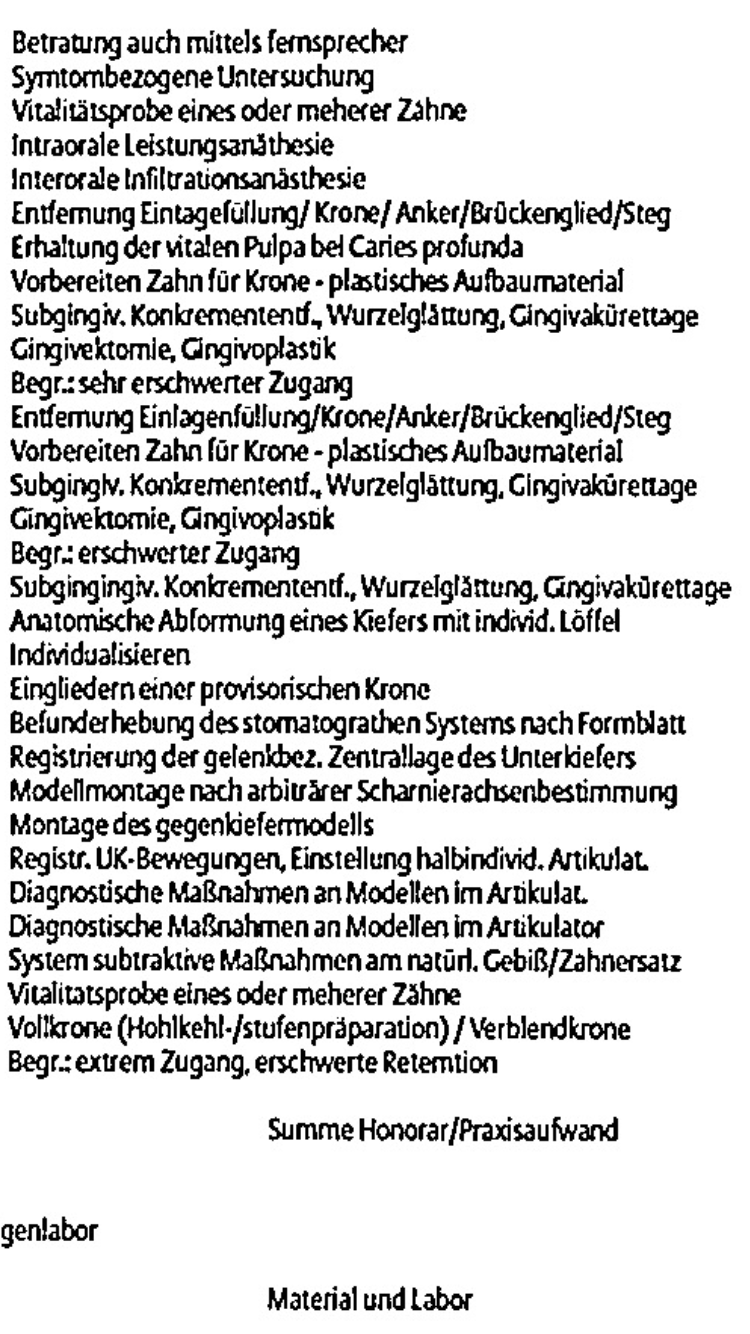 Betratung auch mittels fernsprecher
Symtombezogene Untersuchung
Vitalitätsprobe eines oder meherer Zähne
Intraorale Leistungsanäthesie
Interorale Infiltrationsanästhesie
Entfernung Eintagefüllung/ Krone/ Anker/Brückenglied/Steg
Erhaltung der vitalen Pulpa bei Caries profunda
Vorbereiten Zahn für Krone - plastisches Aufbaumaterial
Subgingiv. Konkremententf., Wurzelglättung, Gingivakürettage
Gingivektomie, Gingivoplastik
Begr.: sehr erschwerter Zugang
Entfernung Einlagenfüllung/Krone/Anker/Brückenglied/Steg
Vorbereiten Zahn für Krone - plastisches Aufbaumaterial
Subgingiv. Konkremententf., Wurzelglättung, Gingivakürettage
Gingivektomie, Gingivoplastik
Begr.: erschwerter Zugang
Subgingingiv. Konkremententf., Wurzelglättung, Gingivakürettage
Anatomische Abformung eines Kiefers mit individ. Löffel
Individualisieren
Eingliedern einer provisorischen Krone
Befunderhebung des stomatograthen Systems nach Formblatt
Registrierung der gelenkbez. Zentrallage des Unterkiefers
Modellmontage nach arbiträrer Scharnierachsenbestimmung
Montage des gegenkiefermodells
Registr. UK-Bewegungen, Einstellung halbindivid. Artikulat.
Diagnostische Maßnahmen an Modellen im Artikulat.
Diagnostische Maßnahmen an Modellen im Artikulator
System subtraktive Maßnahmen am natürl. Gebiß/Zahnersatz
Vitalitatsprobe eines oder meherer Zähne
Vollkrone (Hohlkehl-/stufenpräparation) / Verblendkrone
Begr.: extrem Zugang, erschwerte Retemtion
Summe Honorar/Praxisaufwand
genlabor
Material und Labor